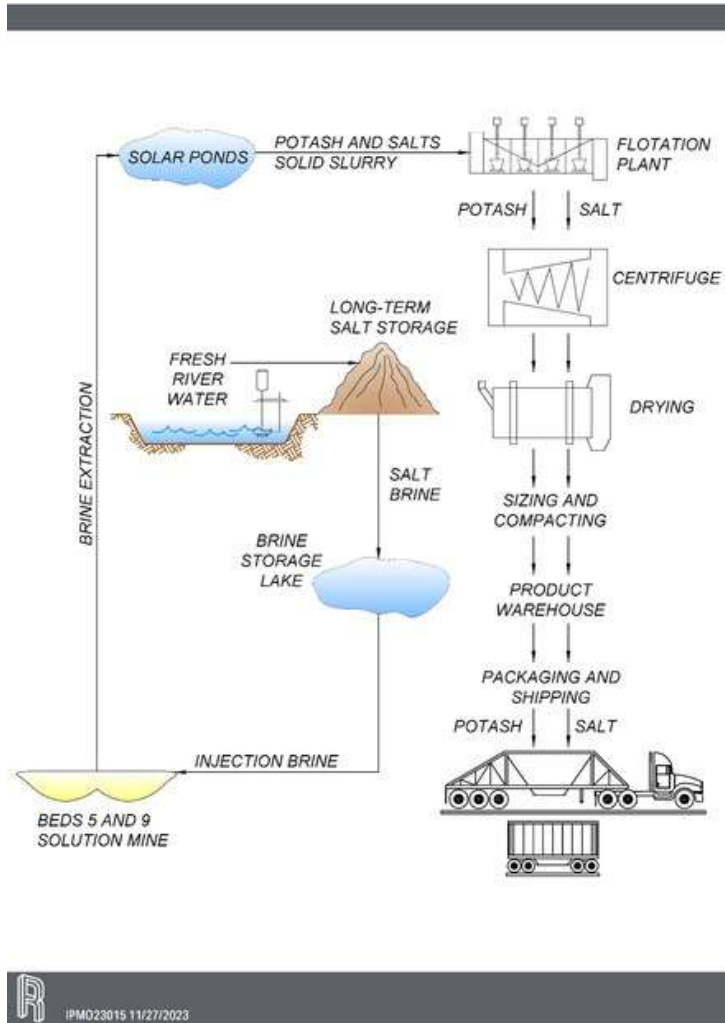 SOLAR PONDS
POTASH AND SALTS
SOLID SLURRY
FLOTATION
PLANT
POTASH
SALT
CENTRIFUGE
LONG-TERM
SALT STORAGE
FRESH
RIVER
WATER
DRYING
BRINE EXTRACTION
SALT
BRINE
SIZING AND
COMPACTING
BRINE
STORAGE
LAKE
PRODUCT
WAREHOUSE
PACKAGING AND
SHIPPING
POTASH
SALT
INJECTION BRINE
BEDS 5 AND 9
SOLUTION MINE
R
IPMO23015 11/27/2023